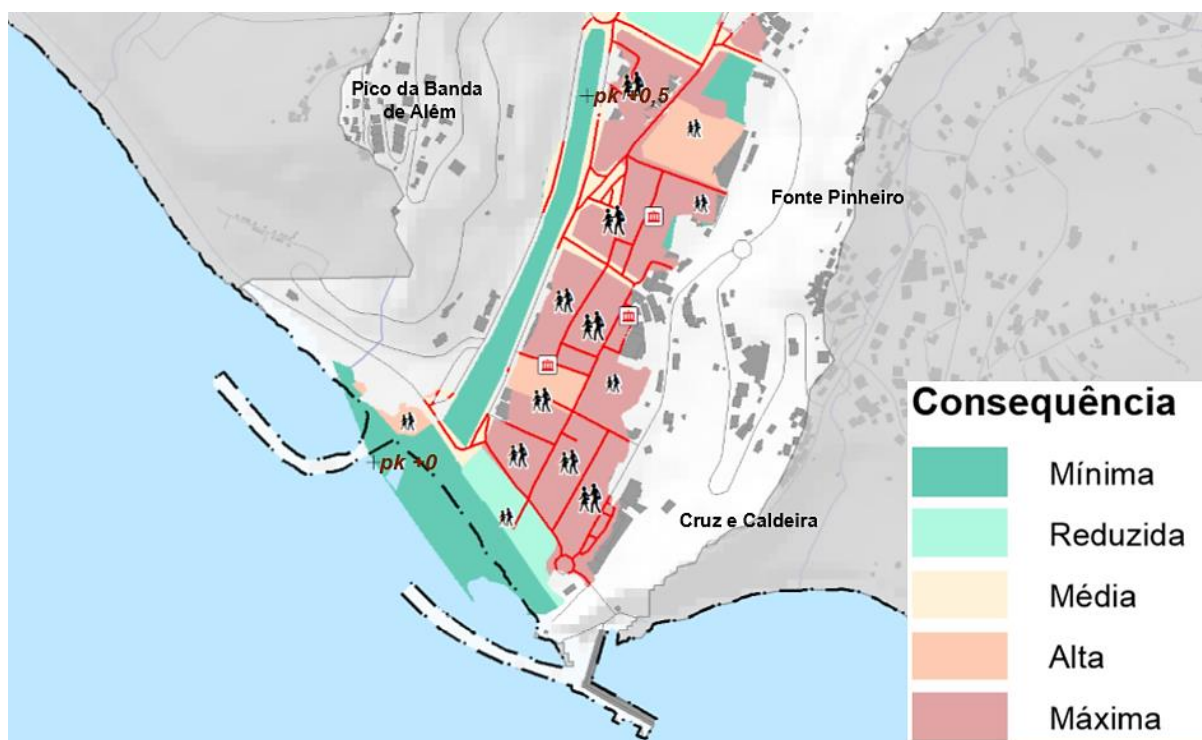 Pico da Banda
de Alêm
pk +0,5
Fonte Pinheiro
pk +0
Cruz e Caldeira
Consequência
Mínima
Reduzida
Média
Alta
Máxima